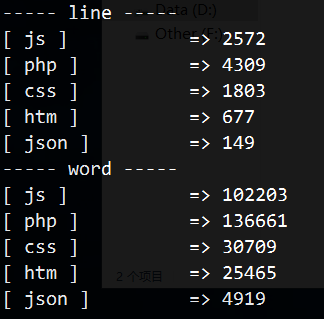 ----- line -----
Data (D:)
[ js ] => 2572
Other (E:)
[ php ] => 4309
[ css ] => 1803
[ htm ] => 677
[ json ] => 149
----- word -----
[ js ] => 102203
[ php ] => 136661
[ css ] => 30709
[ htm ] => 25465
2 个项目
[ json ] => 4919